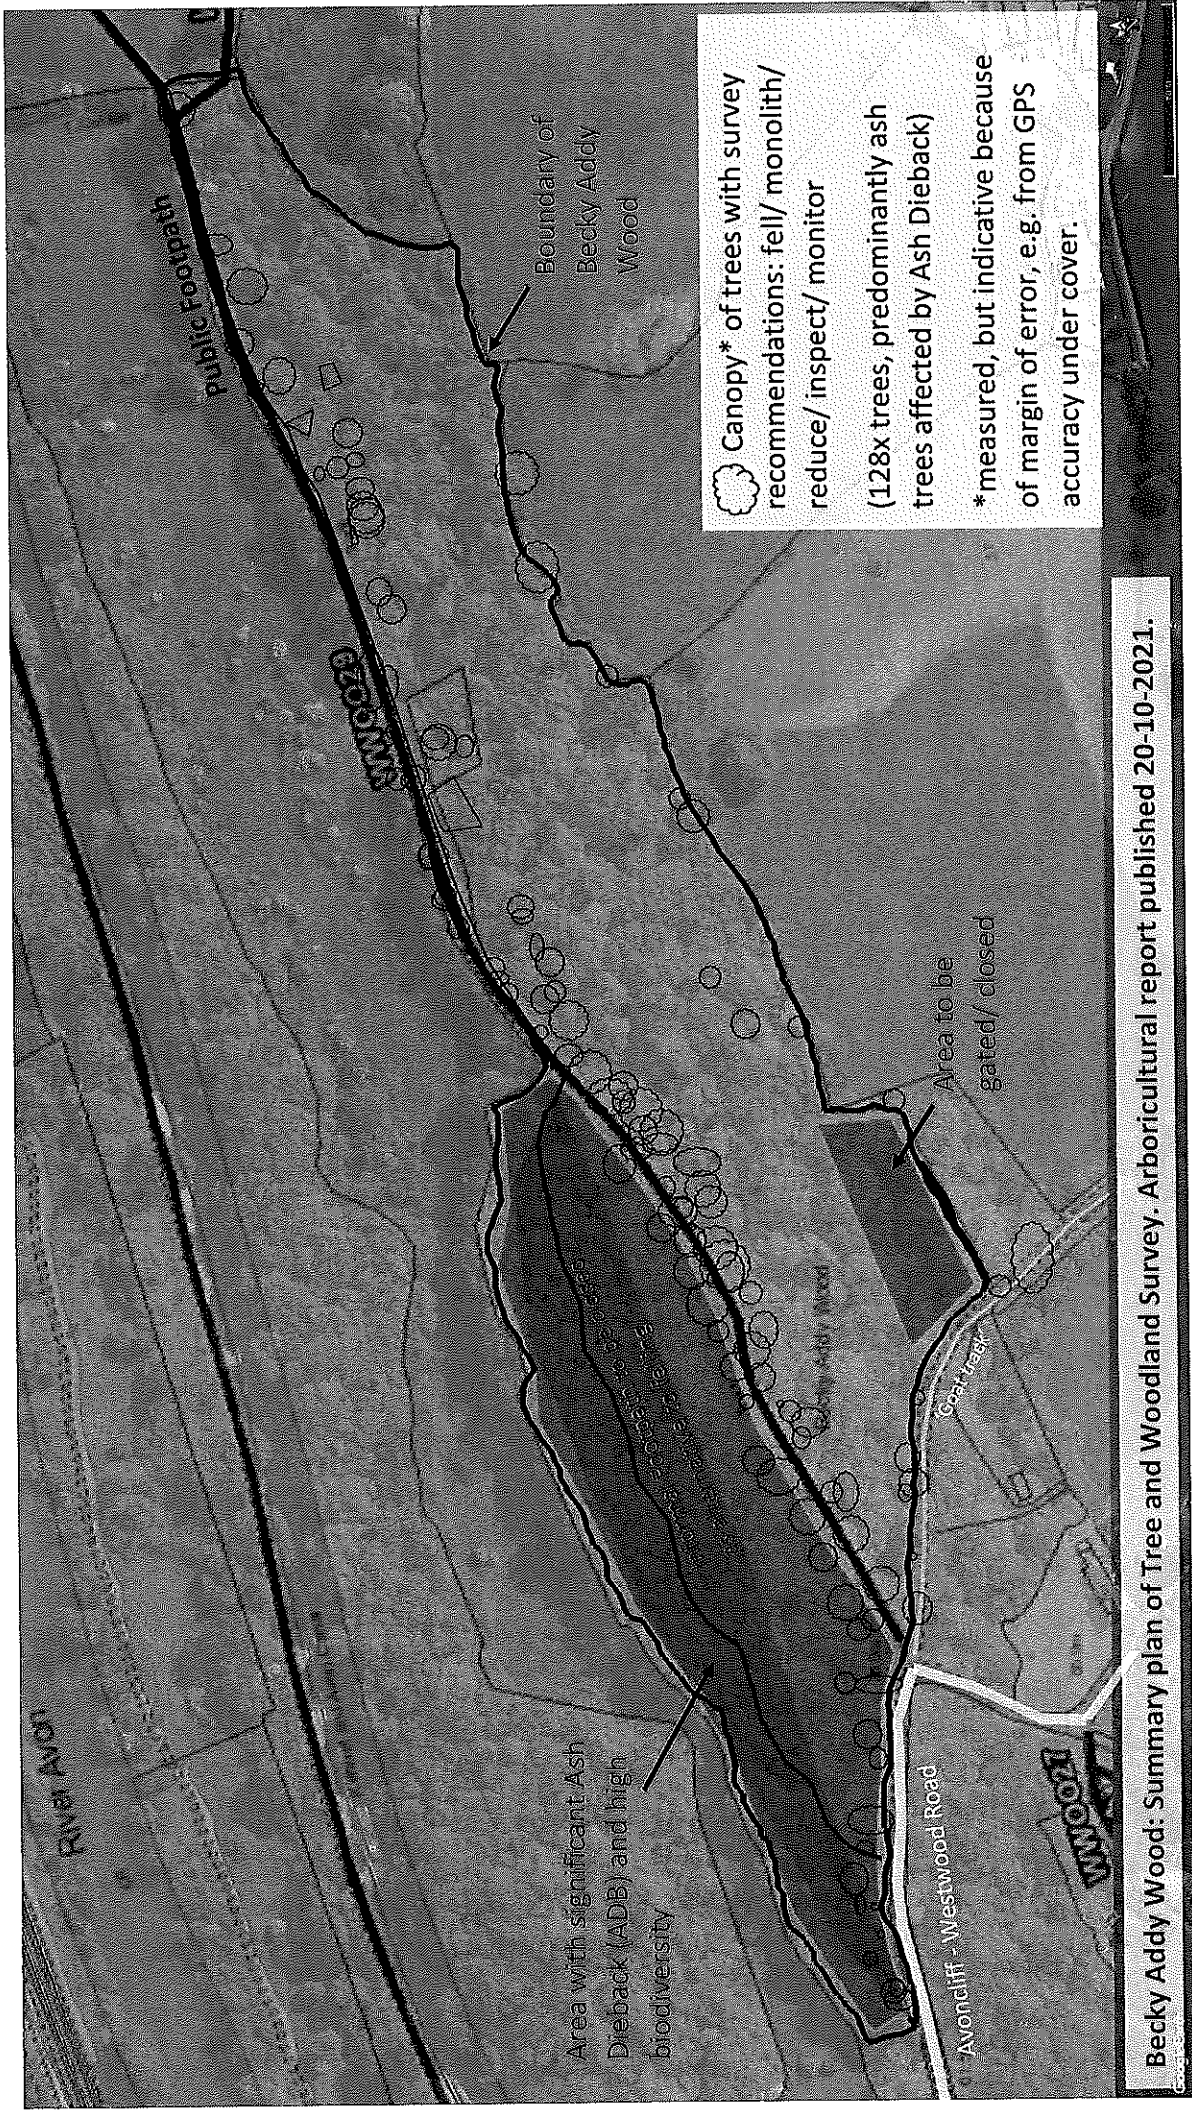 River Avon
Public Footpath
WWOO29
Boundary of
Becky Addy
Wood
Area with significant Ash
Dieback (ADB) and high
biodiversity
Area to be
gated/ closed
Goat track
Avoncliff - Westwood Road
WWOO27
Canopy* of trees with survey
recommendations: fell/ monolith/
reduce/ inspect/ monitor
(128x trees, predominantly ash
trees affected by Ash Dieback)
*measured, but indicative because
of margin of error, e.g. from GPS
accuracy under cover.
Becky Addy Wood: Summary plan of Tree and Woodland Survey. Arboricultural report published 20-10-2021.